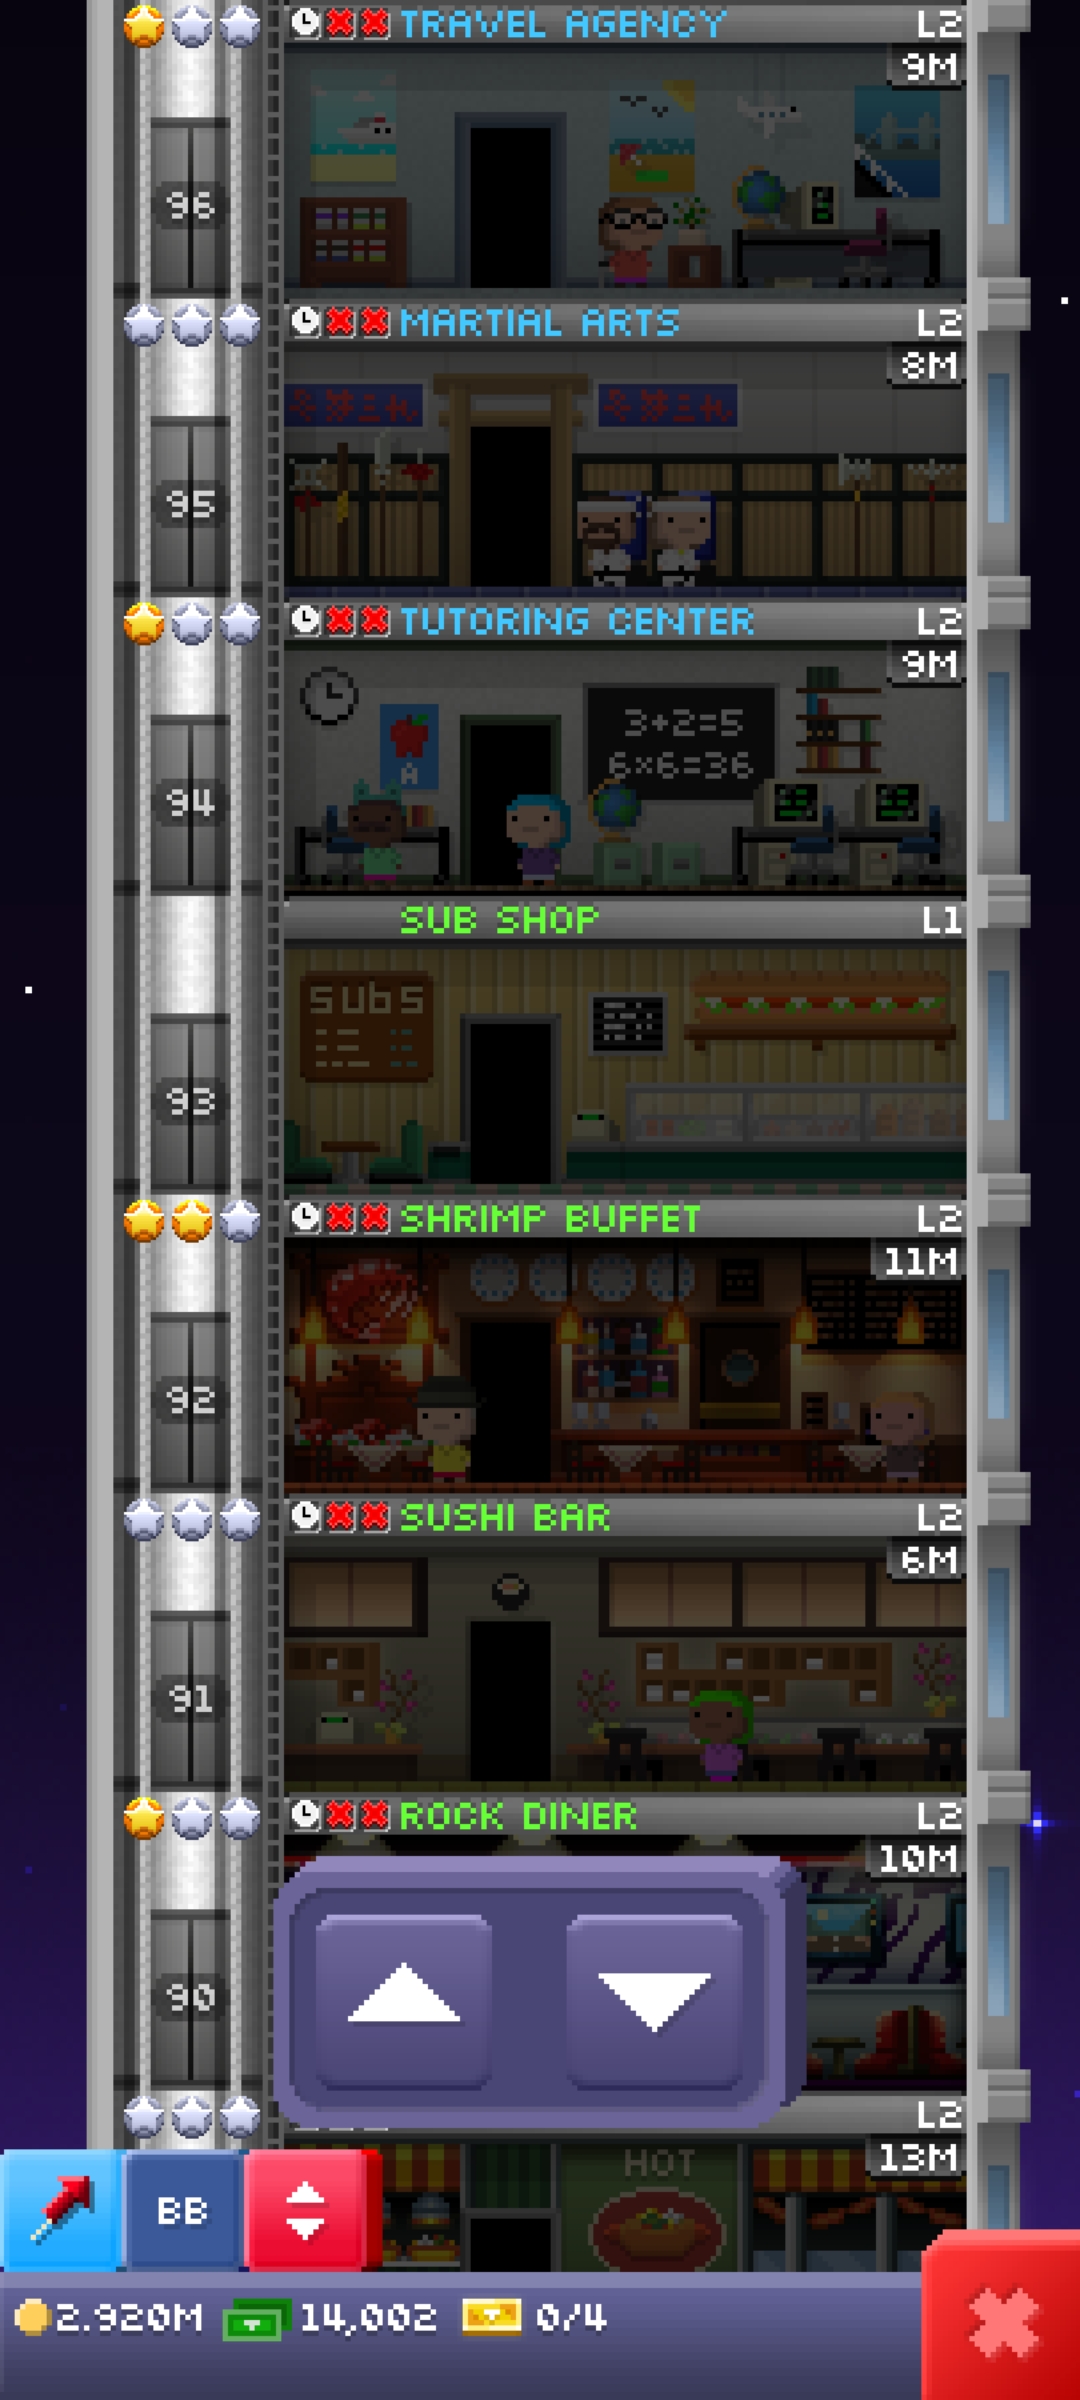 TRAVEL AGENCY L2
9M
96
MARTIAL ARTS L2
8M
95
TUTORING CENTER L2
9M
3+2=5
A
6×6=36
94
SUB SHOP L1
subs
93
SHRIMP BUFFET L2
11M
92
SUSHI BAR L2
6M
91
ROCK DINER L2
10M
90
L2
13M
HOT
BB
2.920M 14,002 0/4